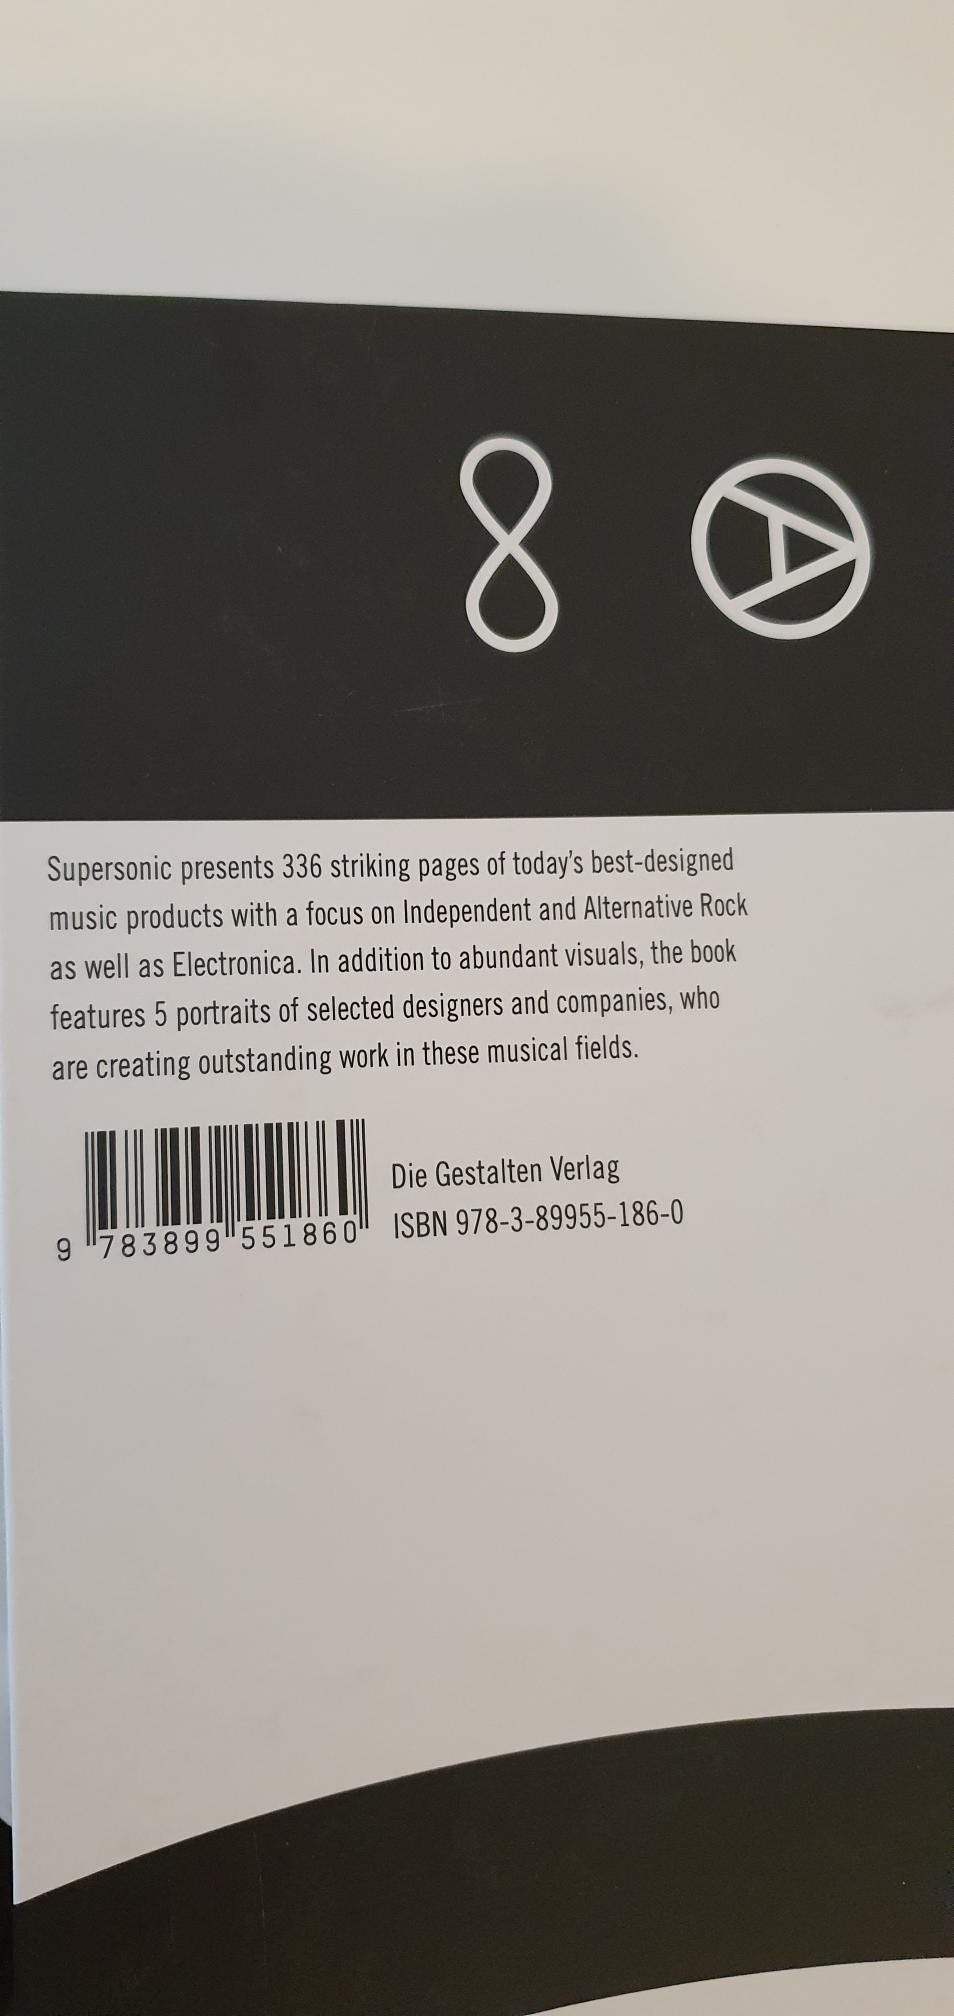 Supersonic presents 336 striking pages of today's best-designed
music products with a focus on Independent and Alternative Rock
as well as Electronica. In addition to abundant visuals, the book
features 5 portraits of selected designers and companies, who
are creating outstanding work in these musical fields.
Die Gestalten Verlag
ISBN 978-3-89955-186-0
9 783899 551860